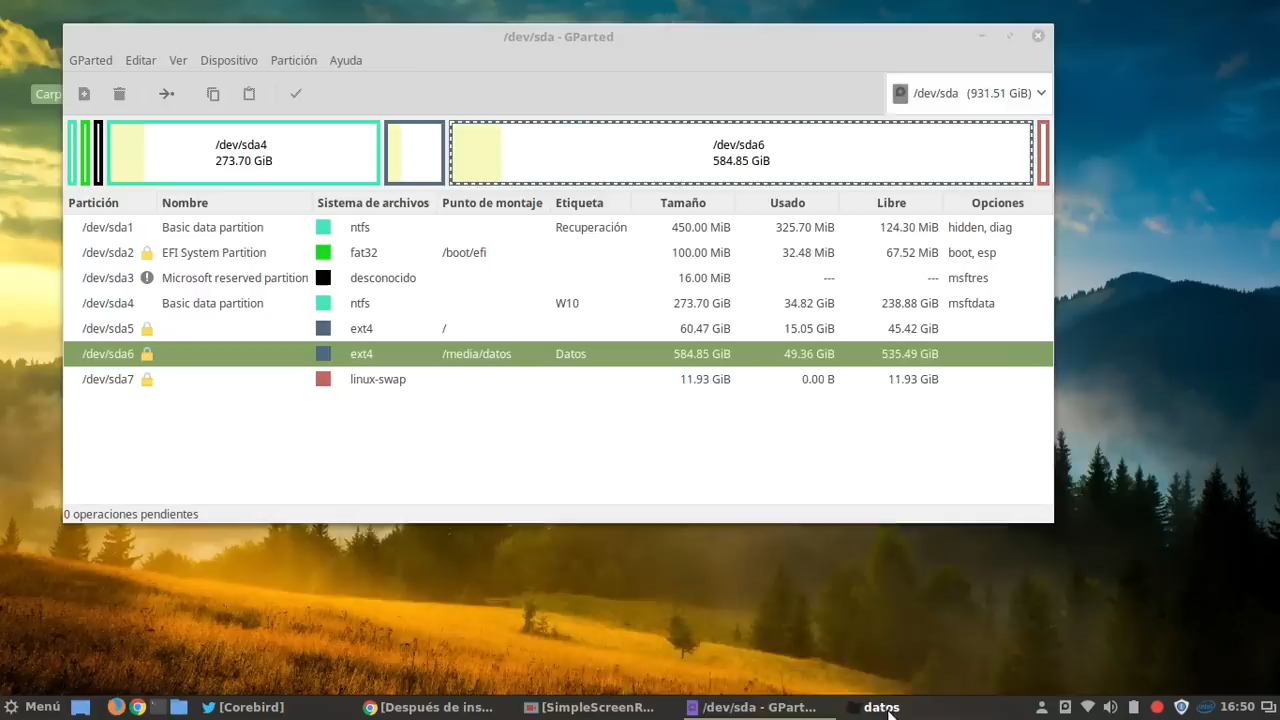 /dev/sda - GParted
GParted Editar Ver Dispositivo Partición Ayuda
Carp
/dev/sda (931.51 GiB)
/dev/sda4
273.70 GiB
/dev/sda6
584.85 GiB
Partición Nombre Sistema de archivos Punto de montaje Etiqueta Tamaño Usado Libre Opciones
/dev/sda1 Basic data partition ntfs Recuperación 450.00 MiB 325.70 MiB 124.30 MiB hidden, diag
/dev/sda2 EFI System Partition fat32 /boot/efi 100.00 MiB 32.48 MiB 67.52 MiB boot, esp
/dev/sda3 Microsoft reserved partition desconocido 16.00 MiB --- --- msftres
/dev/sda4 Basic data partition ntfs W10 273.70 GiB 34.82 GiB 238.88 GiB msftdata
/dev/sda5 ext4 / 60.47 GiB 15.05 GiB 45.42 GiB
/dev/sda6 ext4 /media/datos Datos 584.85 GiB 49.36 GiB 535.49 GiB
/dev/sda7 linux-swap 11.93 GiB 0.00 B 11.93 GiB
0 operaciones pendientes
Menú [Corebird] [Después de ins... [SimpleScreenR... /dev/sda - GPart... datos 16:50